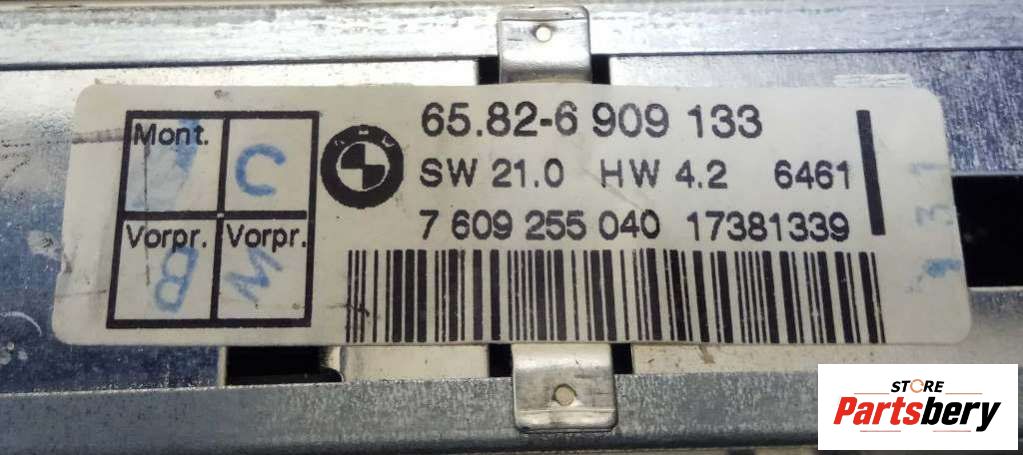 Mont.
C
Vorpr. Vorpr.
B
M
65.82-6 909 133
SW 21.0 HW 4.2 6461
7 609 255 040 17381339
STORE
Partsbery